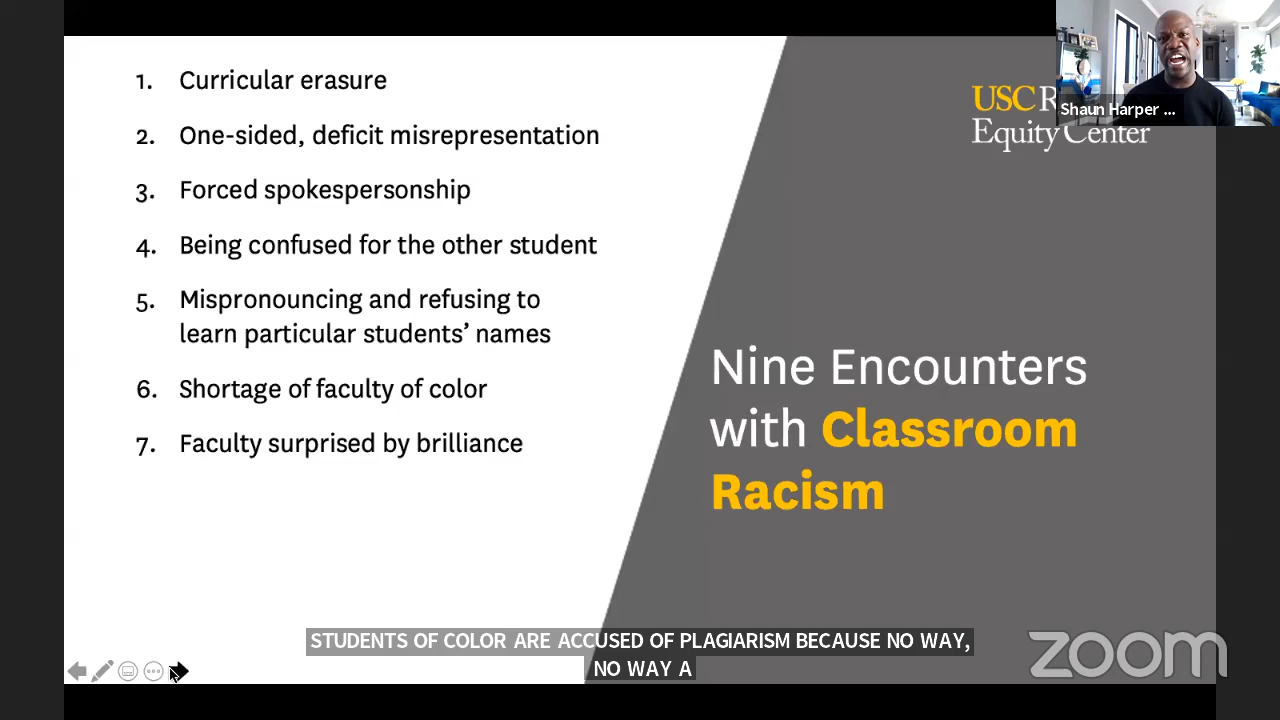 1. Curricular erasure
2. One-sided, deficit misrepresentation
3. Forced spokespersonship
4. Being confused for the other student
5. Mispronouncing and refusing to
learn particular students’ names
6. Shortage of faculty of color
7. Faculty surprised by brilliance
USC R
Equity Center
Shaun Harper ...
Nine Encounters
with Classroom
Racism
STUDENTS OF COLOR ARE ACCUSED OF PLAGIARISM BECAUSE NO WAY,
NO WAY A
zoom